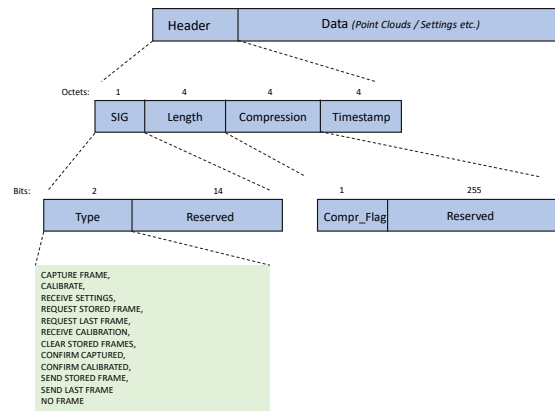 Header Data (Point Clouds / Settings etc.)
Octets: 1 4 4 4
SIG Length Compression Timestamp
Bits: 2 14 1 255
Type Reserved Compr_Flag Reserved
CAPTURE FRAME,
CALIBRATE,
RECEIVE SETTINGS,
REQUEST STORED FRAME,
REQUEST LAST FRAME,
RECEIVE CALIBRATION,
CLEAR STORED FRAMES,
CONFIRM CAPTURED,
CONFIRM CALIBRATED,
SEND STORED FRAME,
SEND LAST FRAME
NO FRAME